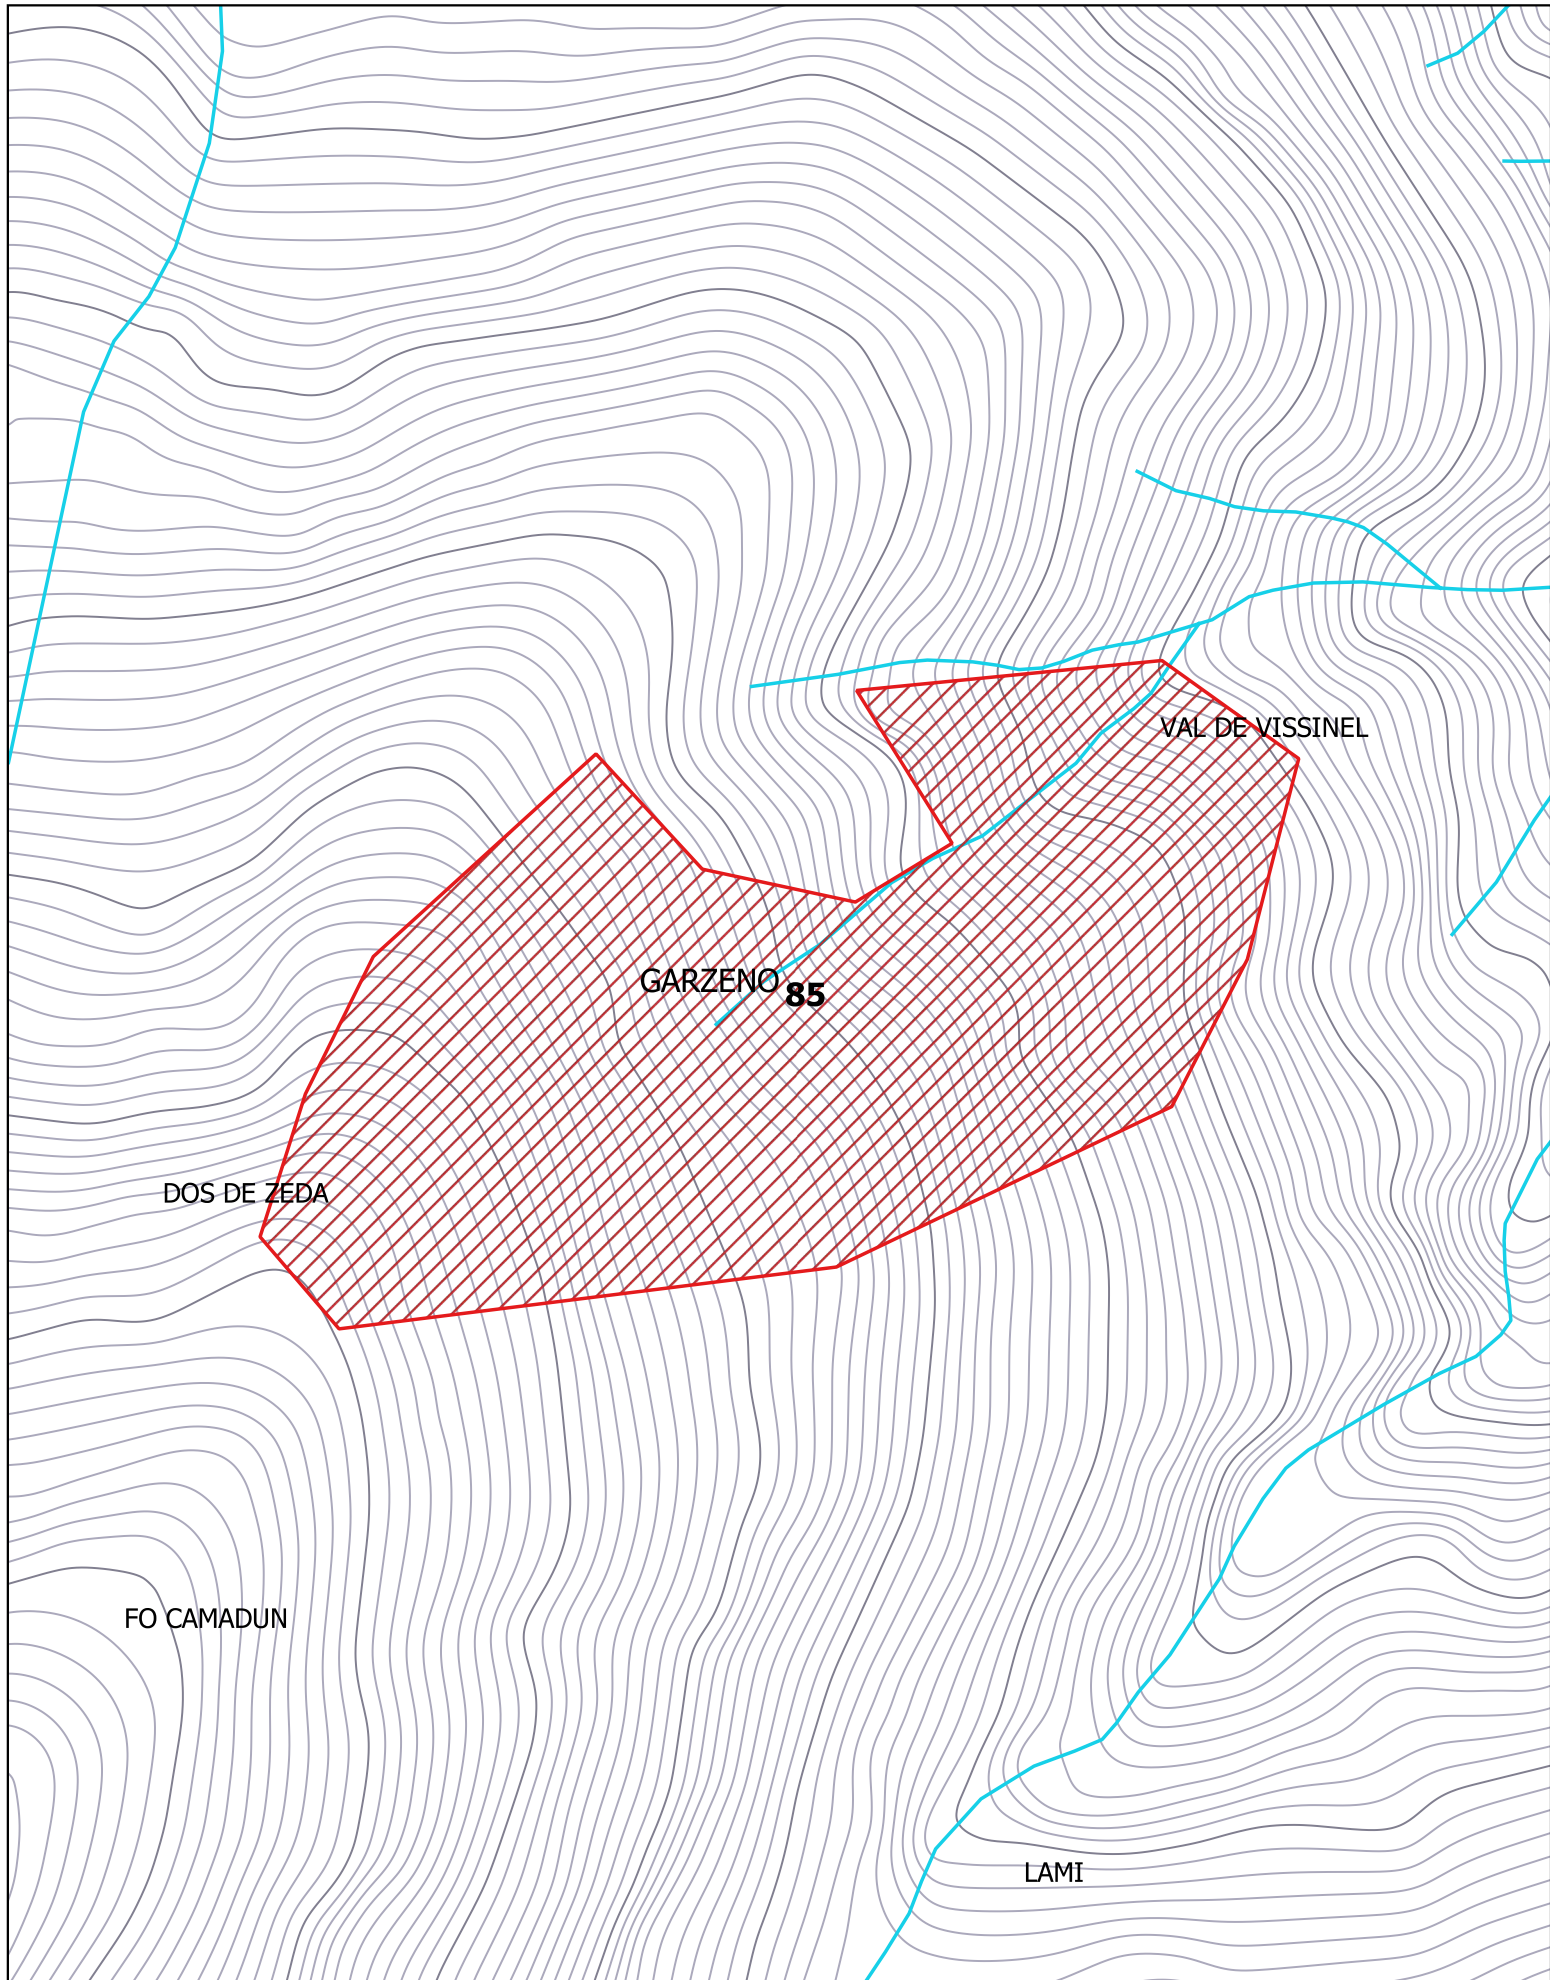 VAL DE VISSINEL
GARZENO
85
DOS DE ZEDA
FO CAMADUN
LAMI